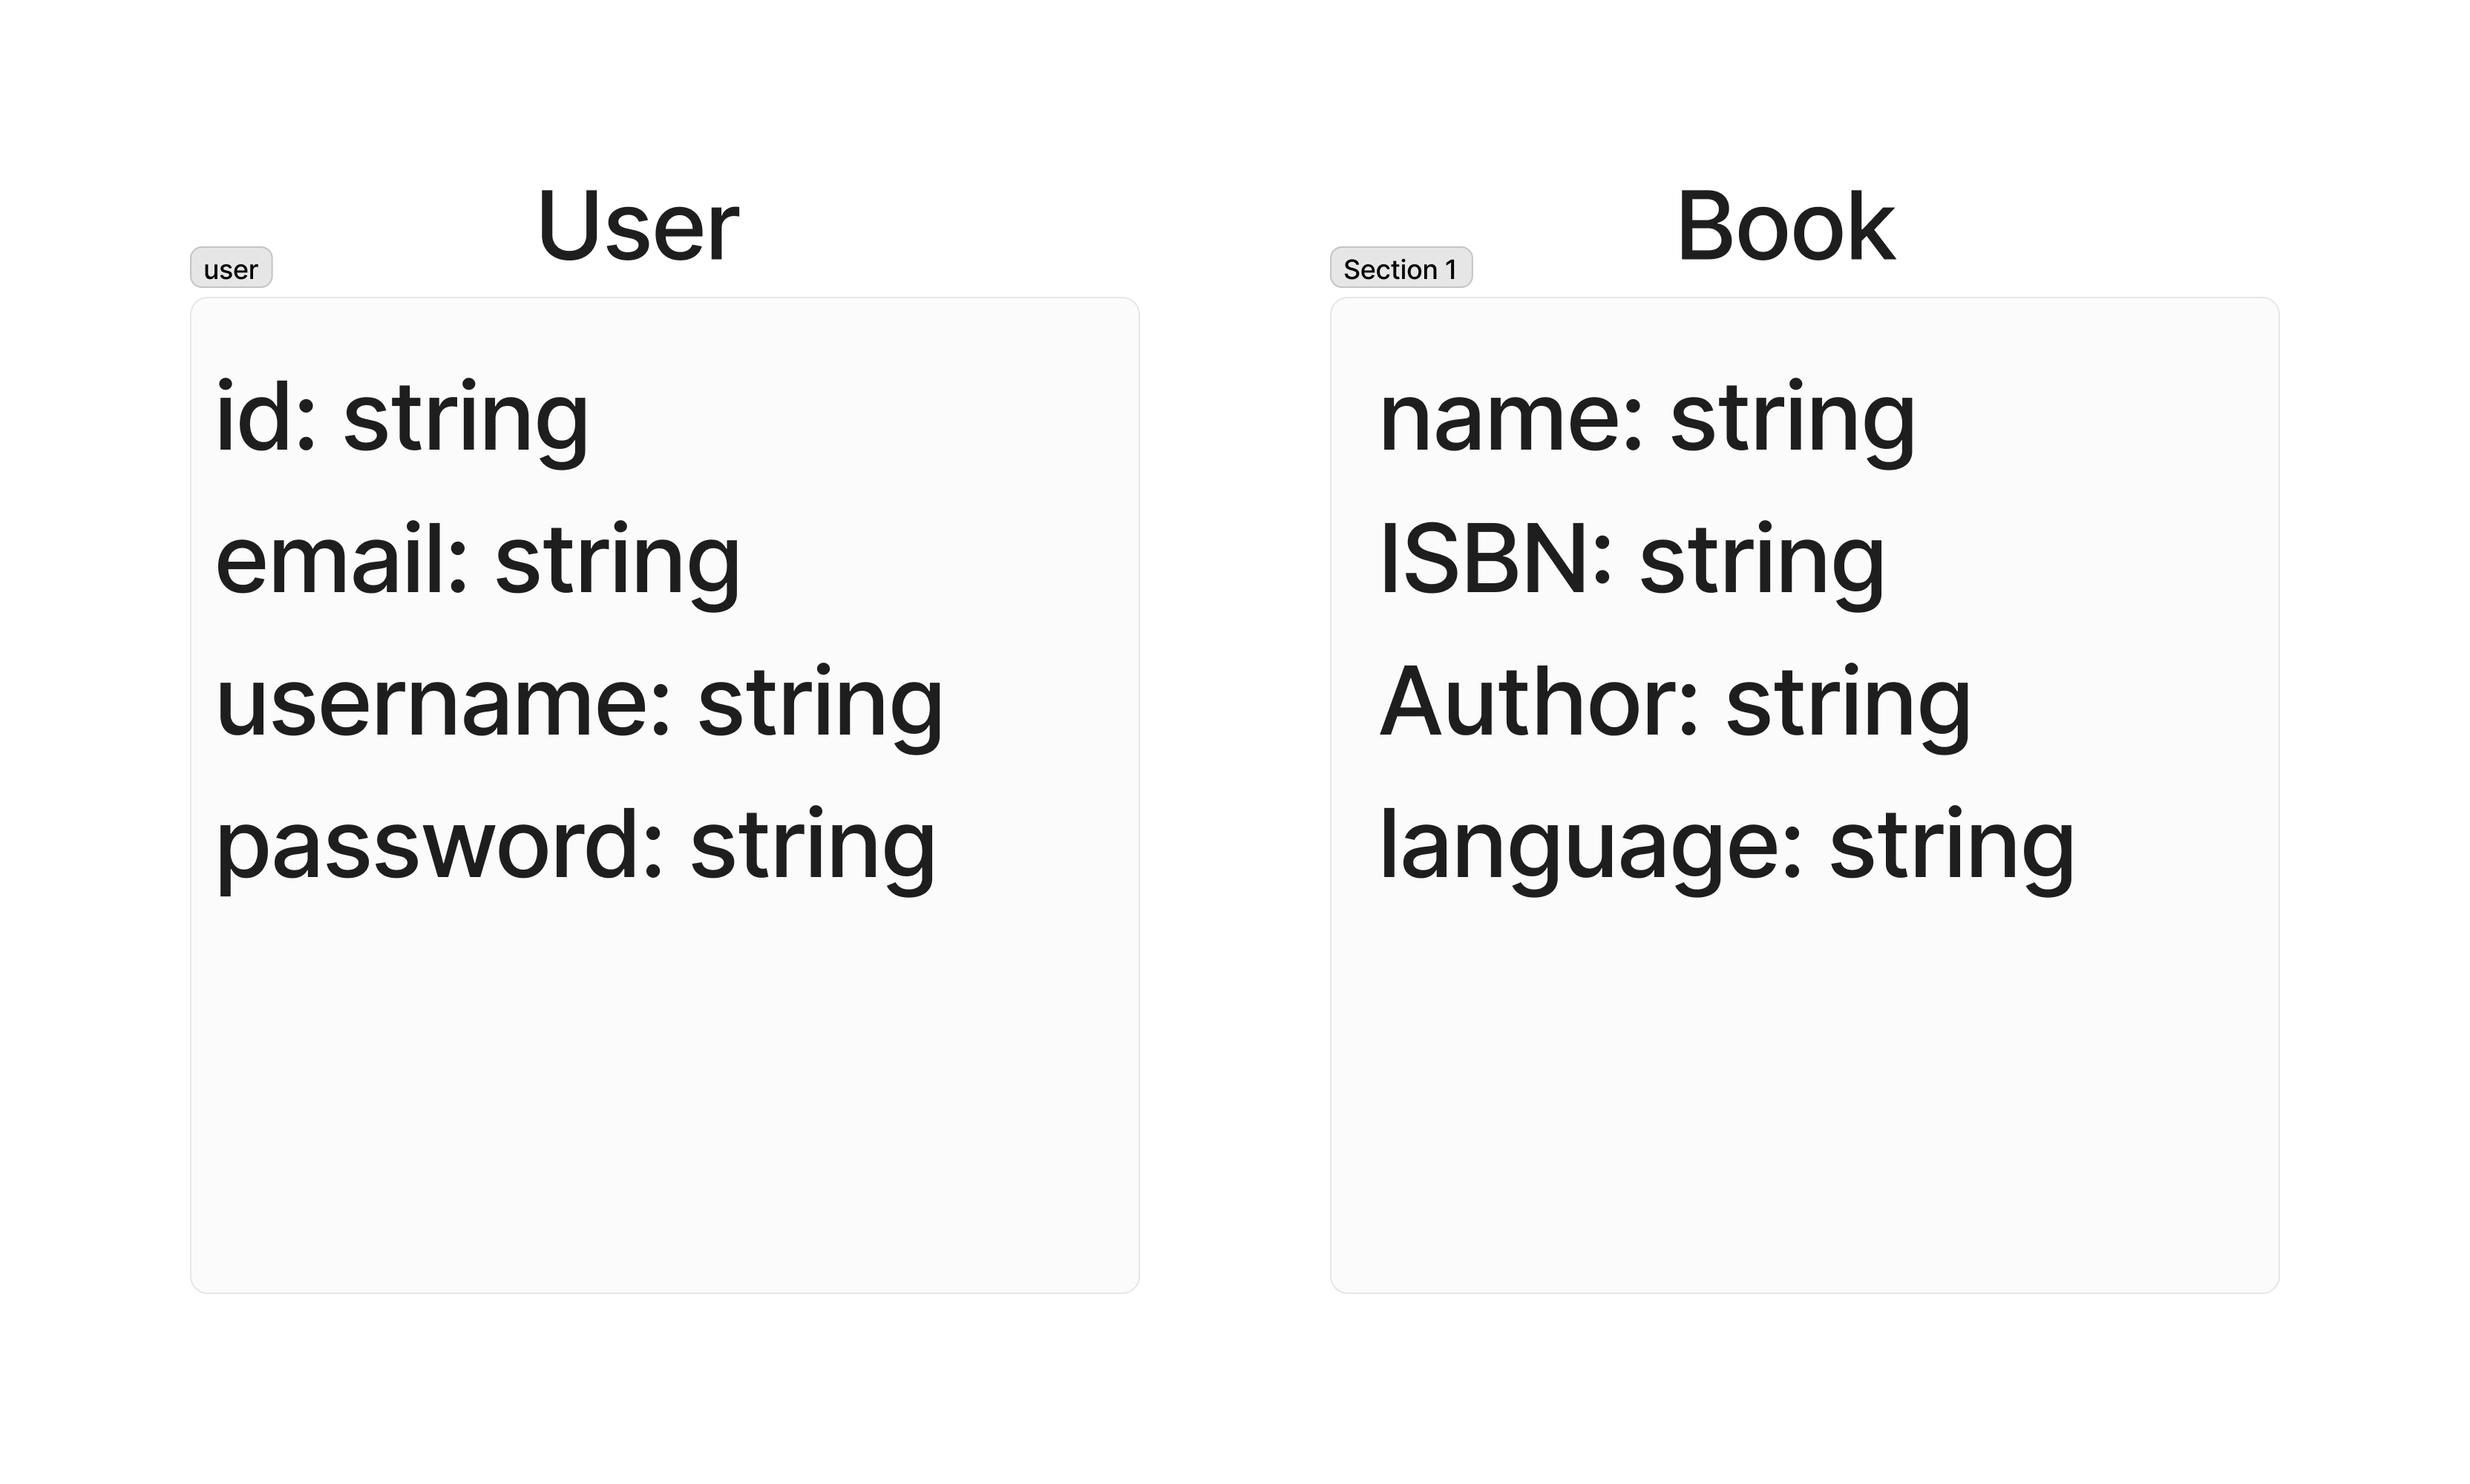 User
user
id: string
email: string
username: string
password: string
Book
Section 1
name: string
ISBN: string
Author: string
language: string